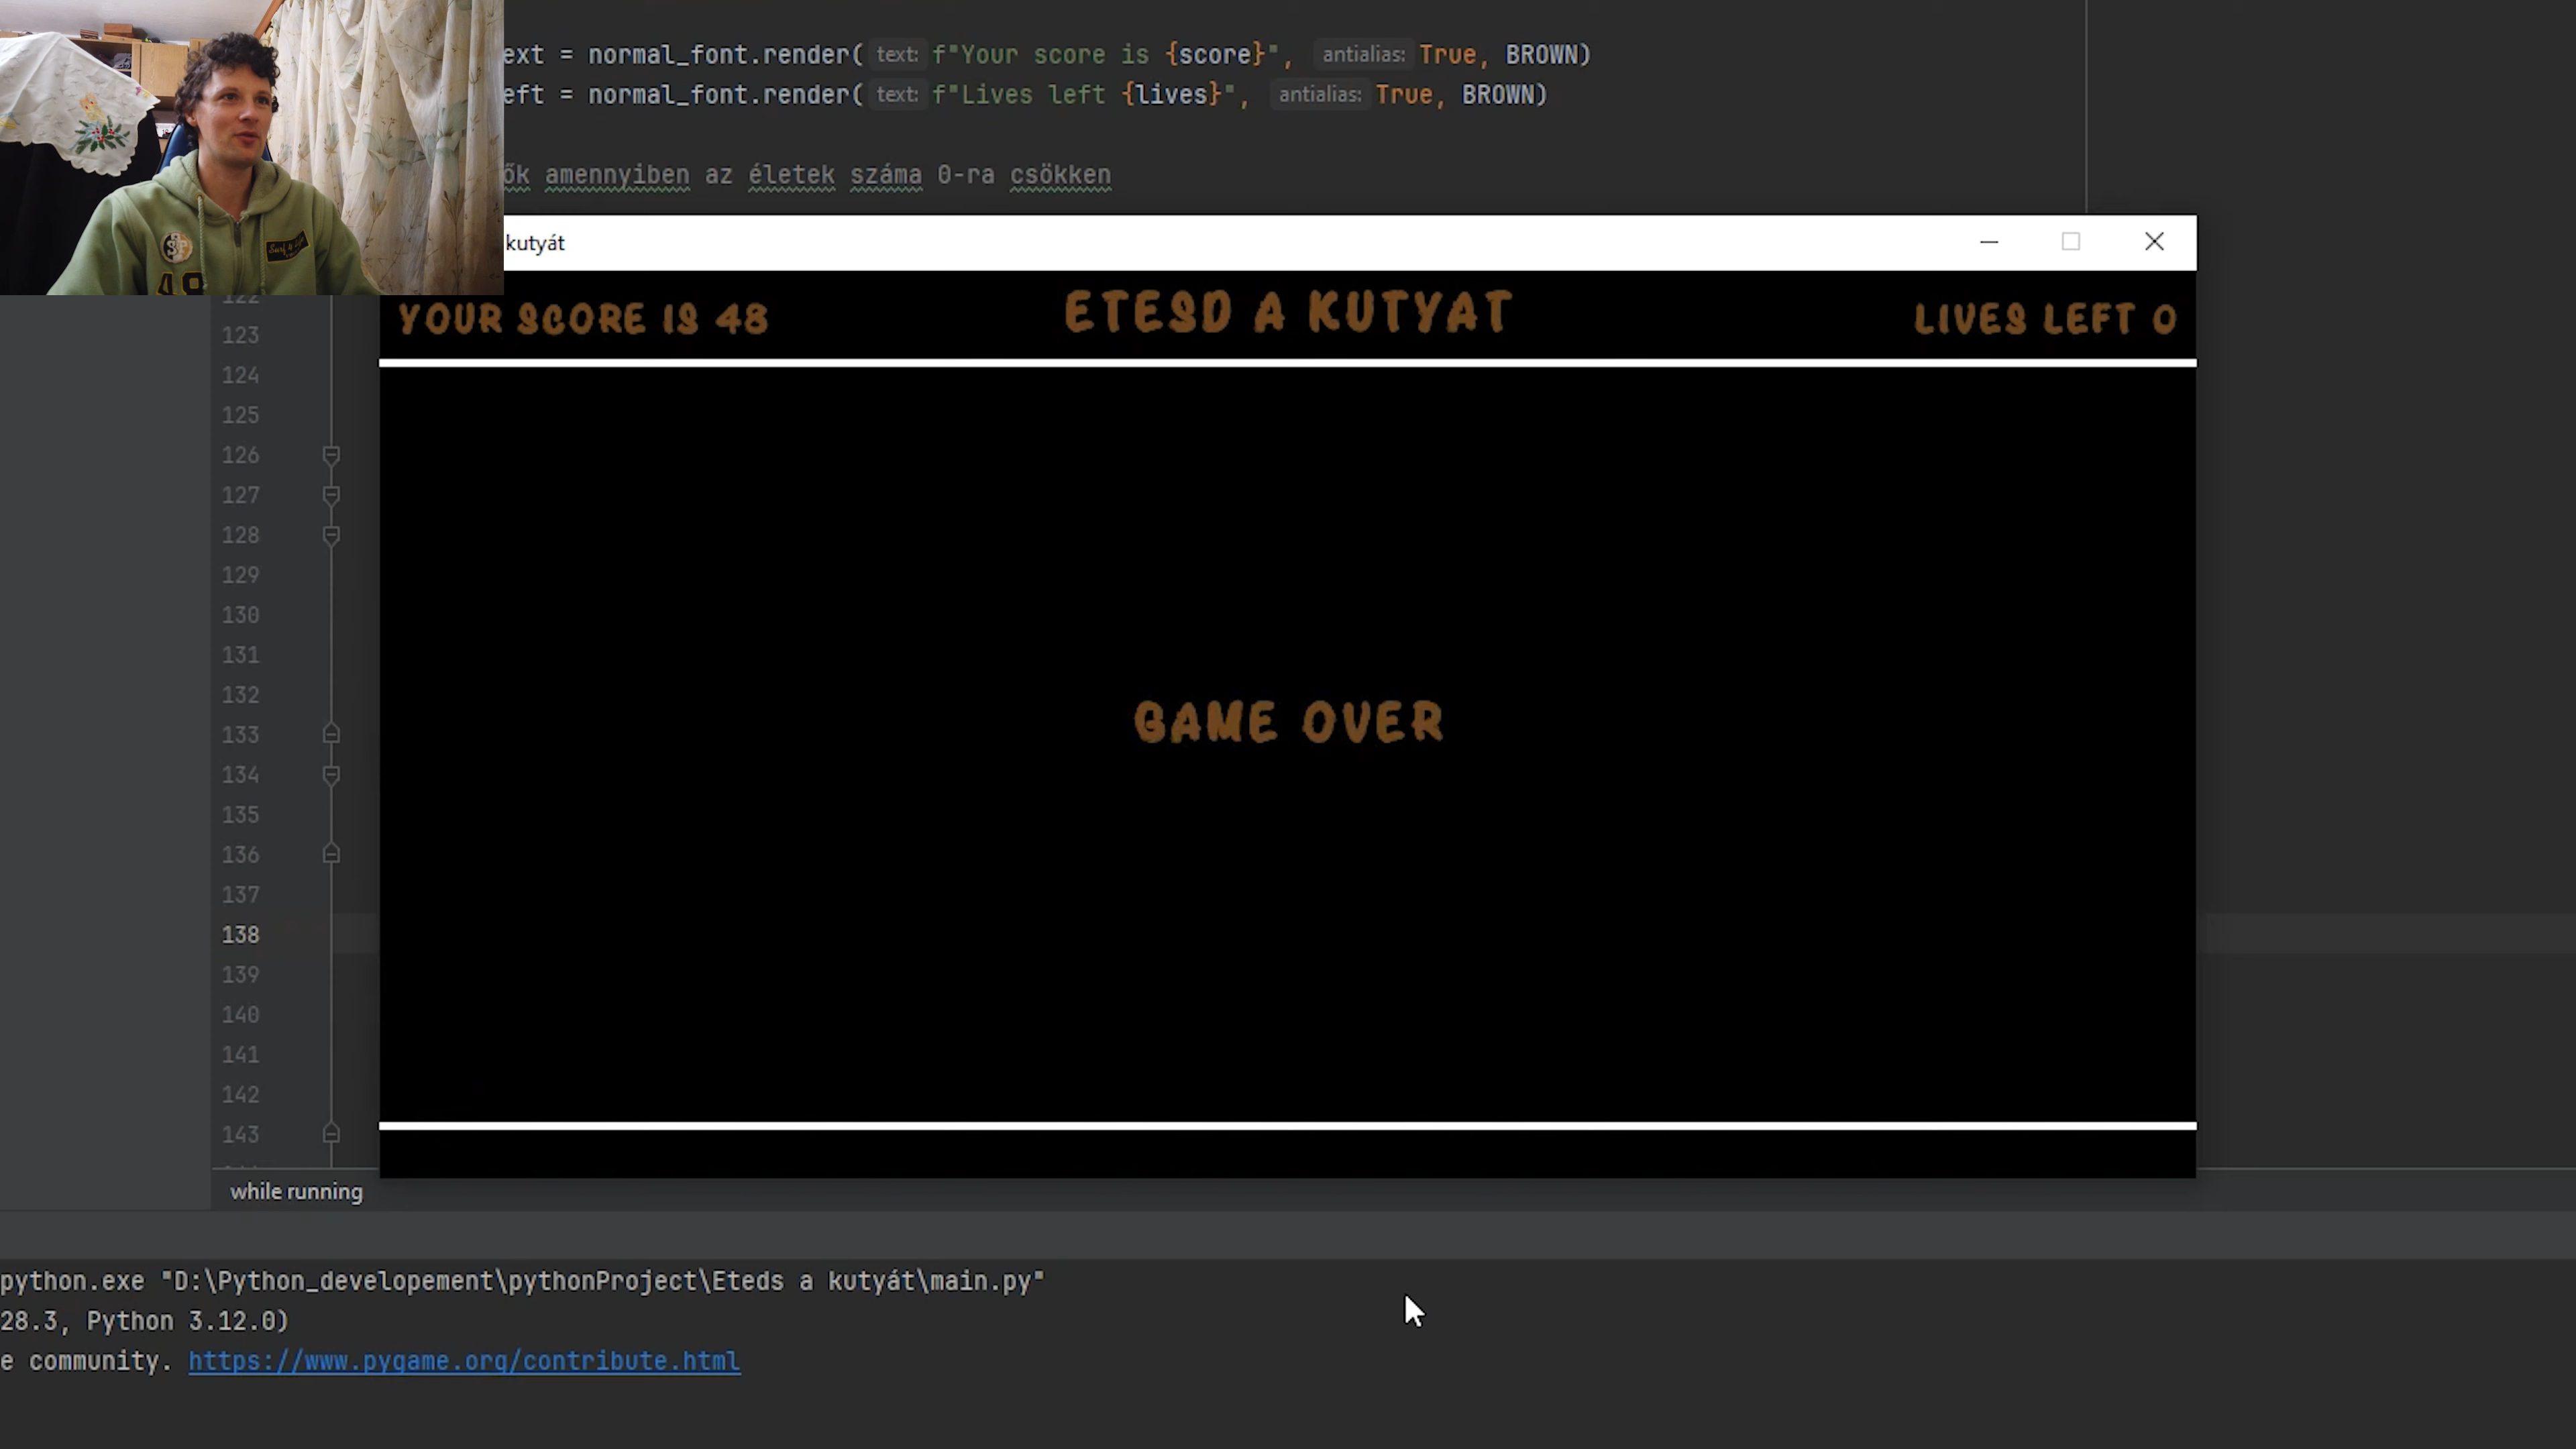 ext = normal_font.render( text: f"Your score is {score}", antialias: True, BROWN)
eft = normal_font.render( text: f"Lives left {lives}", antialias: True, BROWN)
ők amennyiben az életek száma 0-ra csökken
kutyát
YOUR SCORE IS 48
ETESD A KUTYAT
LIVES LEFT 0
GAME OVER
122
123
124
125
126
127
128
129
130
131
132
133
134
135
136
137
138
139
140
141
142
143
while running
python.exe "D:\Python_developement\pythonProject\Eteds a kutyát\main.py"
28.3, Python 3.12.0)
e community. https://www.pygame.org/contribute.html